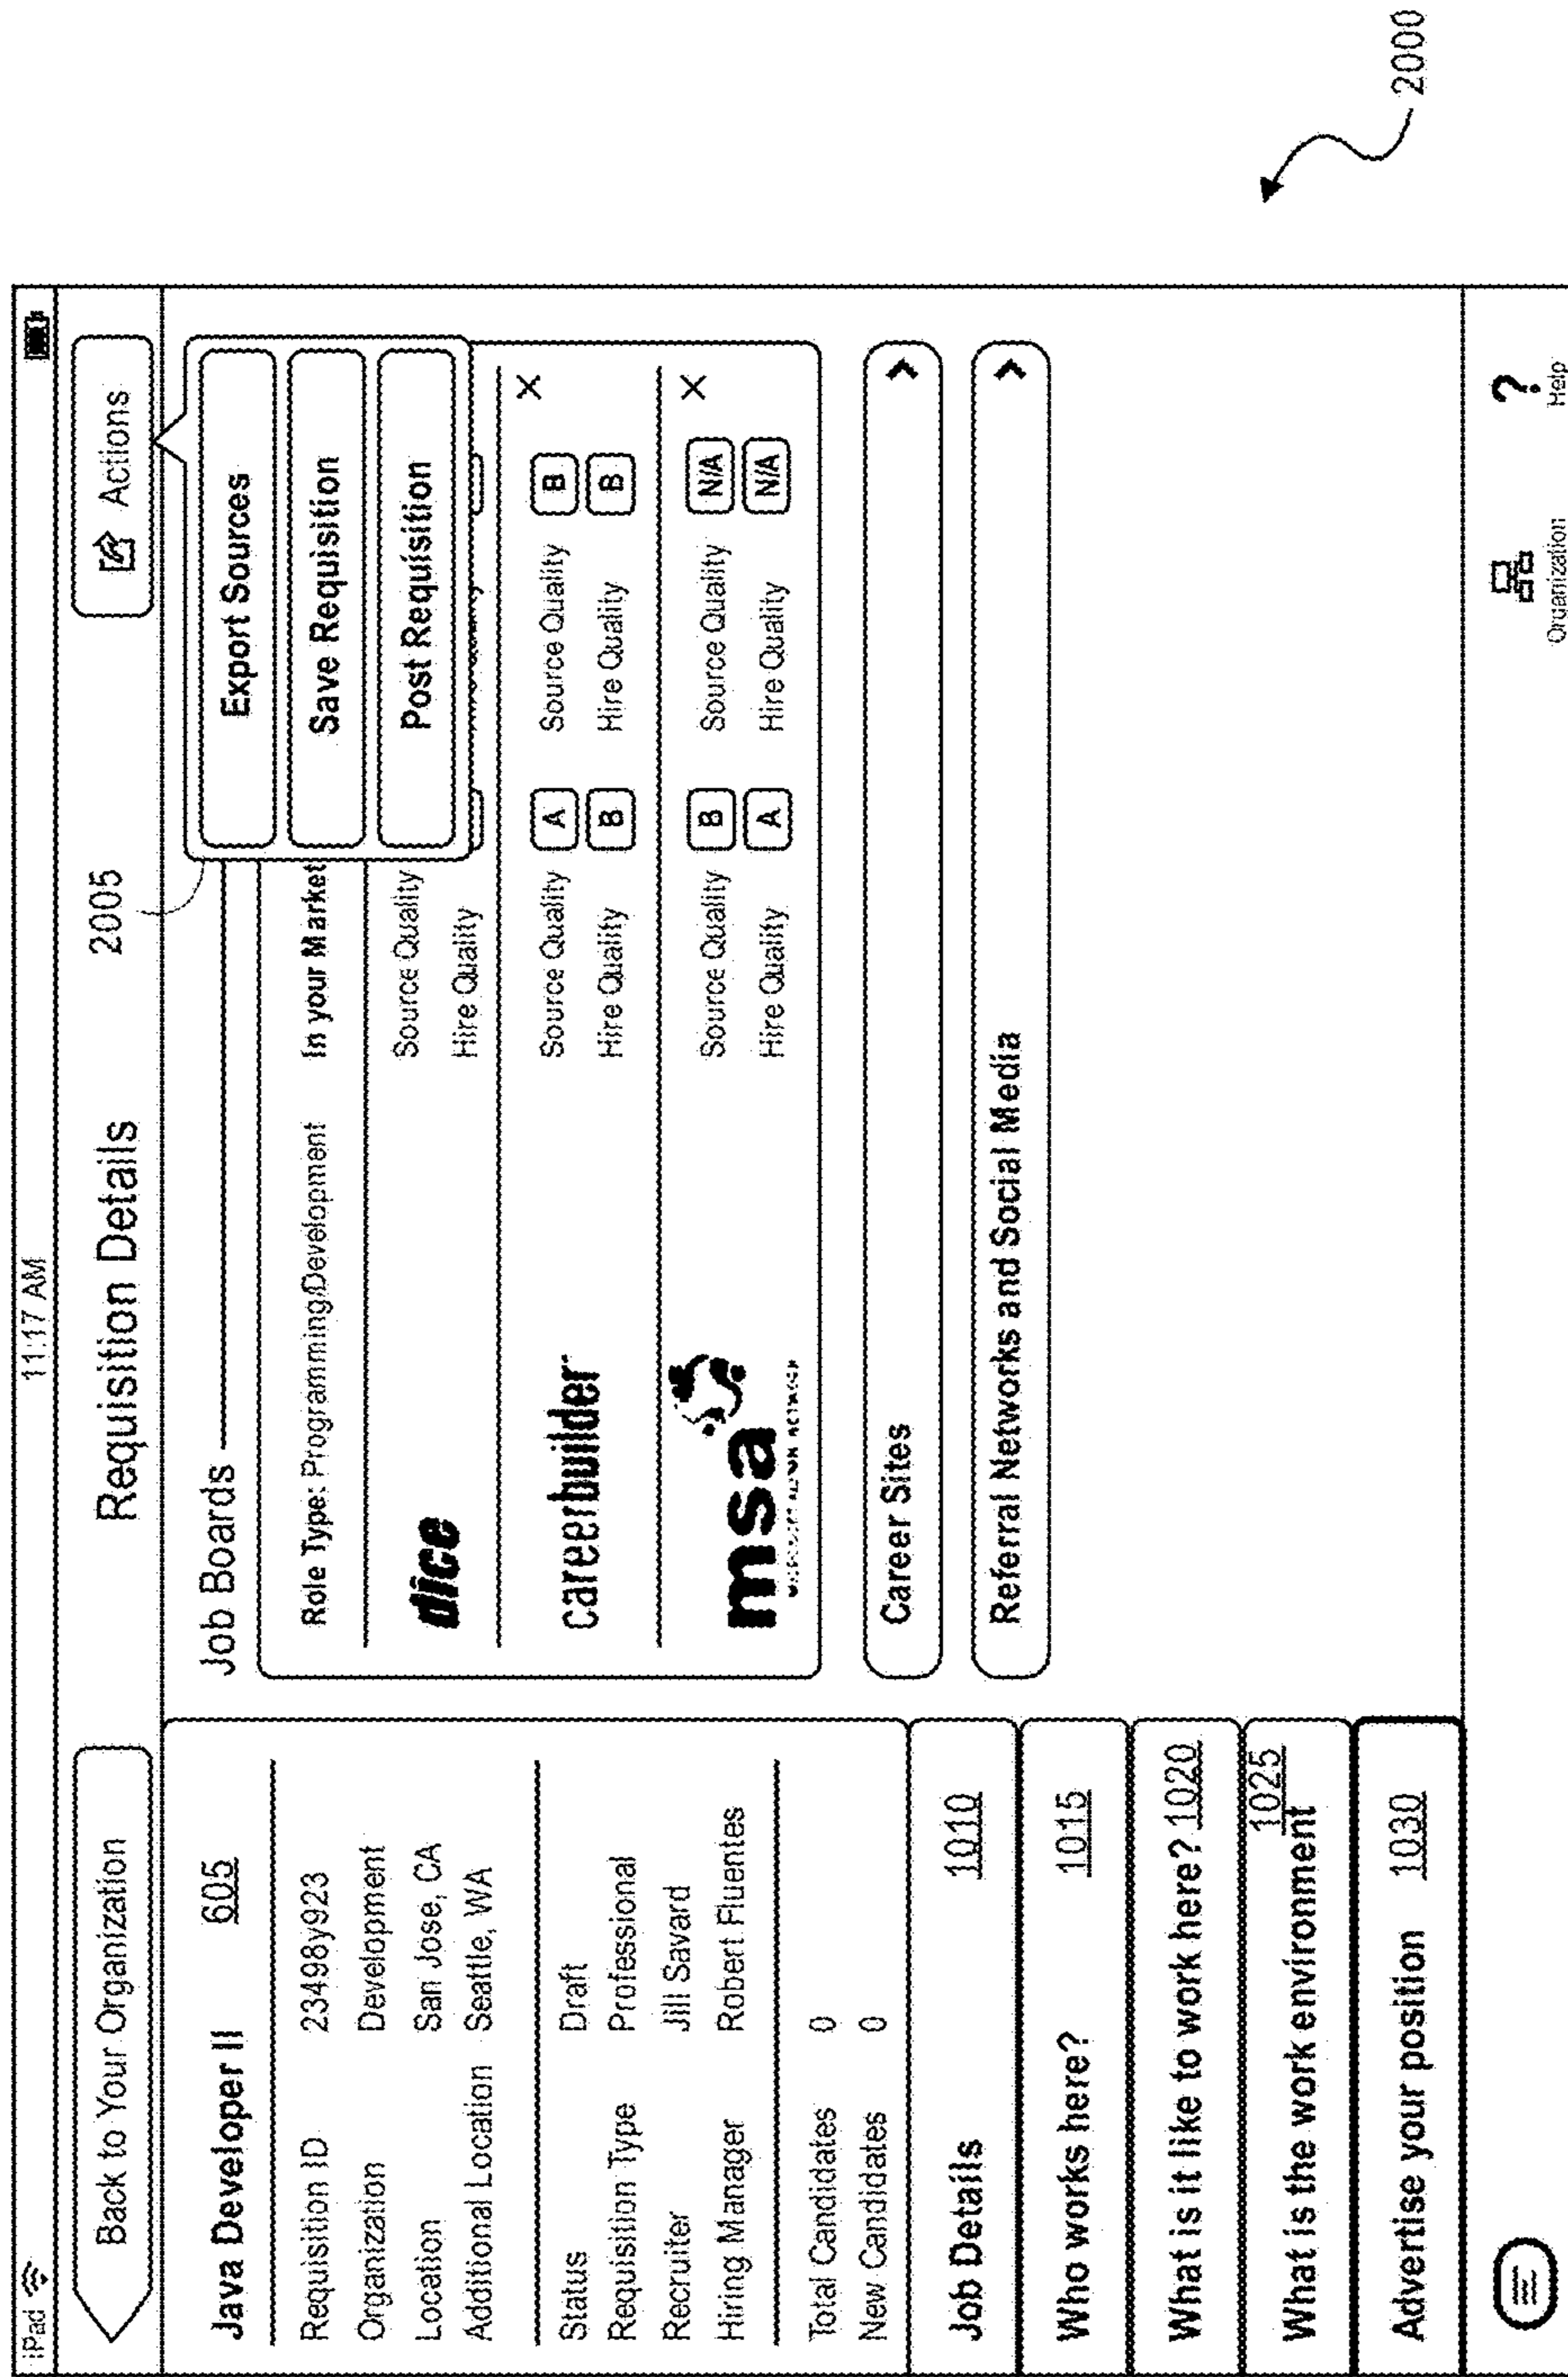 iPad 11:17 AM
Back to Your Organization
Requisition Details
2005
Actions
Java Developer II 605
Requisition ID 23498y923
Organization Development
Location San Jose, CA
Additional Location Seattle, WA
Status Draft
Requisition Type Professional
Recruiter Jill Savard
Hiring Manager Robert Fluentes
Total Candidates 0
New Candidates 0
Job Details 1010
Who works here? 1015
What is it like to work here? 1020
1025
What is the work environment
Advertise your position 1030
Job Boards
Export Sources
Save Requisition
Post Requisition
Role Type: Programming/Development In your Market
dice Source Quality
Hire Quality
careerbuilder Source Quality A Source Quality B X
Hire Quality B Hire Quality B
msa Source Quality B Source Quality N/A X
Hire Quality A Hire Quality N/A
Career Sites
Referral Networks and Social Media
Organization
? Help
2000